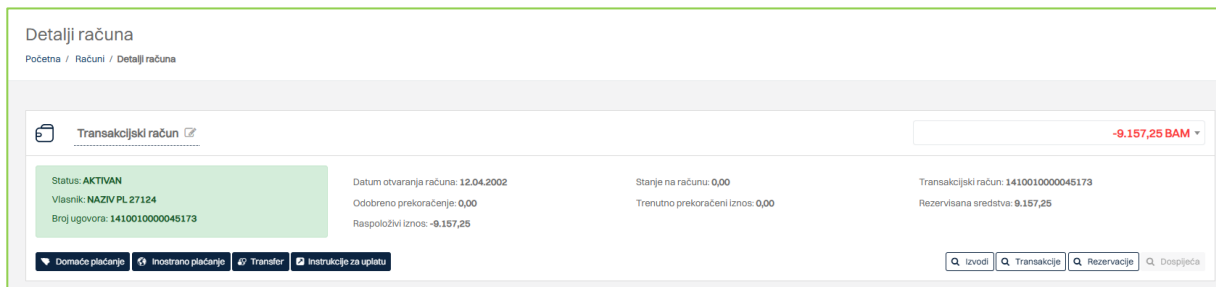 Detalji računa
Početna / Računi / Detalji računa
Transakcijski račun
-9.157,25 BAM
Status: AKTIVAN
Vlasnik: NAZIV PL 27124
Broj ugovora: 1410010000045173
Datum otvaranja računa: 12.04.2002
Odobreno prekoračenje: 0,00
Raspoloživi iznos: -9.157,25
Stanje na računu: 0,00
Trenutno prekoračeni iznos: 0,00
Transakcijski račun: 1410010000045173
Rezervisana sredstva: 9.157,25
Domaće plaćanje Inostrano plaćanje Transfer Instrukcije za uplatu
Izvodi Transakcije Rezervacije Dospijeća